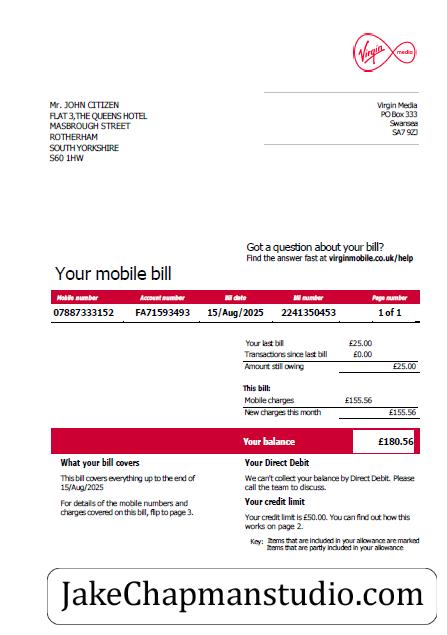 Virgin media
Mr. JOHN CITIZEN
FLAT 3,THE QUEENS HOTEL
MASBROUGH STREET
ROTHERHAM
SOUTH YORKSHIRE
S60 1HW
Virgin Media
PO Box 333
Swansea
SA7 9ZJ
Got a question about your bill?
Find the answer fast at virginmobile.co.uk/help
Your mobile bill
Mobile number Account number Bill date Bill number Page number
07887333152 FA71593493 15/Aug/2025 2241350453 1 of 1
Your last bill £25.00
Transactions since last bill £0.00
Amount still owing £25.00
This bill:
Mobile charges £155.56
New charges this month £155.56
Your balance £180.56
What your bill covers
This bill covers everything up to the end of
15/Aug/2025
For details of the mobile numbers and
charges covered on this bill, flip to page 3.
Your Direct Debit
We can't collect your balance by Direct Debit. Please
call the team to discuss.
Your credit limit
Your credit limit is £50.00. You can find out how this
works on page 2.
Key: Items that are included in your allowance are marked
Items that are partly included in your allowance
JakeChapmanstudio.com